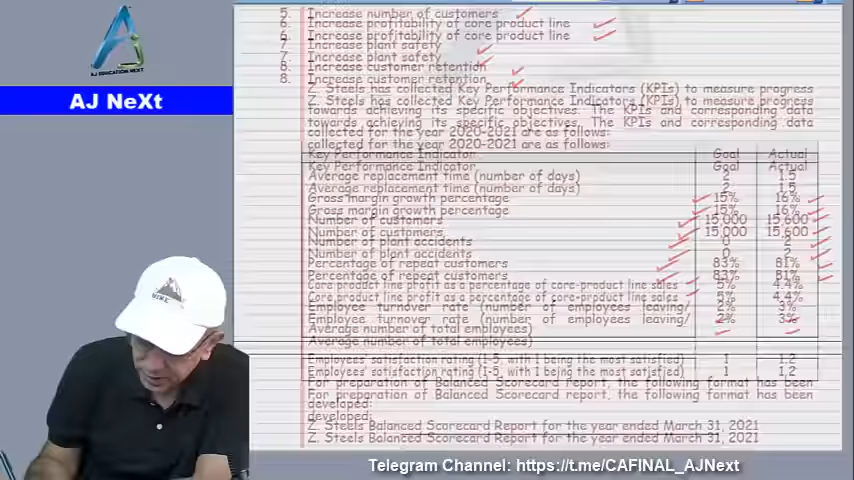 AJ EDUCATION NEXT
AJ NeXt
NIKE
5. Increase number of customers
6. Increase profitability of core product line
6. Increase profitability of core product line
7 Increase plant safety
7. Increase plant safety
8. Increase customer retention
8. Increase customer retention
Z. Steels has collected Key Performance Indicators (KPIs) to measure progress
Z. Steels has collected Key Performance Indicators (KPIs) to measure progress
towards achieving its specific objectives. The KPIs and corresponding data
towards achieving its specific objectives. The KPIs and corresponding data
collected for the year 2020-2021 are as follows:
collected for the year 2020-2021 are as follows:
Key Performance Indicator Goal Actual
Key Performance Indicator Goal Actual
Average replacement time (number of days) 2 1.5
Average replacement time (number of days) 2 1.5
Gross margin growth percentage 15% 16%
Gross margin growth percentage 15% 16%
Number of customers 15,000 15,600
Number of customers 15,000 15,600
Number of plant accidents 0 2
Number of plant accidents 0 2
Percentage of repeat customers 83% 81%
Percentage of repeat customers 83% 81%
Core product line profit as a percentage of core-product line sales 5% 4.4%
Core product line profit as a percentage of core-product line sales 5% 4.4%
Employee turnover rate (number of employees leaving/ 2% 3%
Employee turnover rate (number of employees leaving/ 2% 3%
Average number of total employees)
Average number of total employees)
Employees' satisfaction rating (1-5, with 1 being the most satisfied) 1 1.2
Employees' satisfaction rating (1-5, with 1 being the most satisfied) 1 1.2
For preparation of Balanced Scorecard report, the following format has been
For preparation of Balanced Scorecard report, the following format has been
developed:
developed:
Z. Steels Balanced Scorecard Report for the year ended March 31, 2021
Z. Steels Balanced Scorecard Report for the year ended March 31, 2021
Telegram Channel: https://t.me/CAFINAL_AJNext